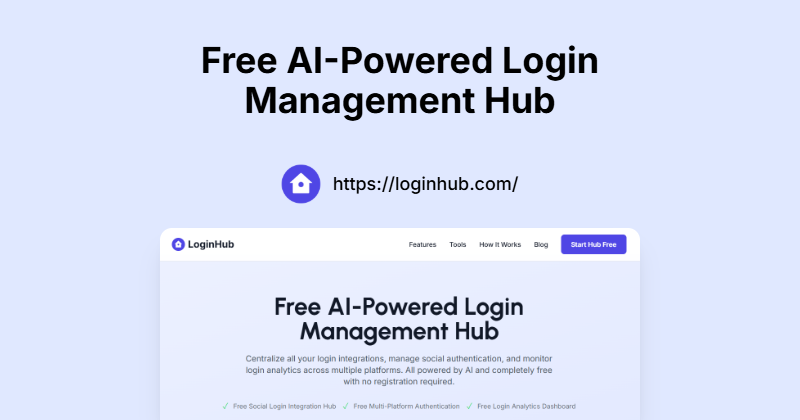 Free AI-Powered Login
Management Hub
https://loginhub.com/
LoginHub Features Tools How It Works Blog Start Hub Free
Free AI-Powered Login
Management Hub
Centralize all your login integrations, manage social authentication, and monitor
login analytics across multiple platforms. All powered by AI and completely free
with no registration required.
✓ Free Social Login Integration Hub ✓ Free Multi-Platform Authentication ✓ Free Login Analytics Dashboard